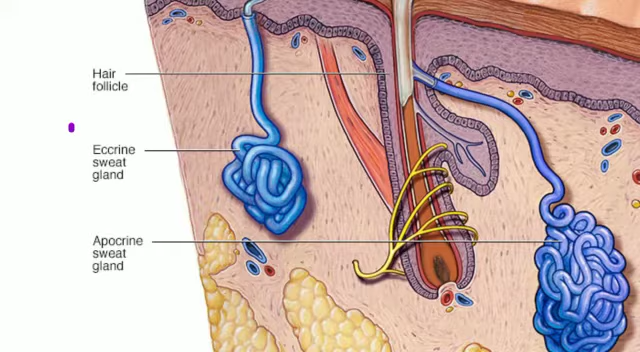 Hair
follicle
Eccrine
sweat
gland
Apocrine
sweat
gland